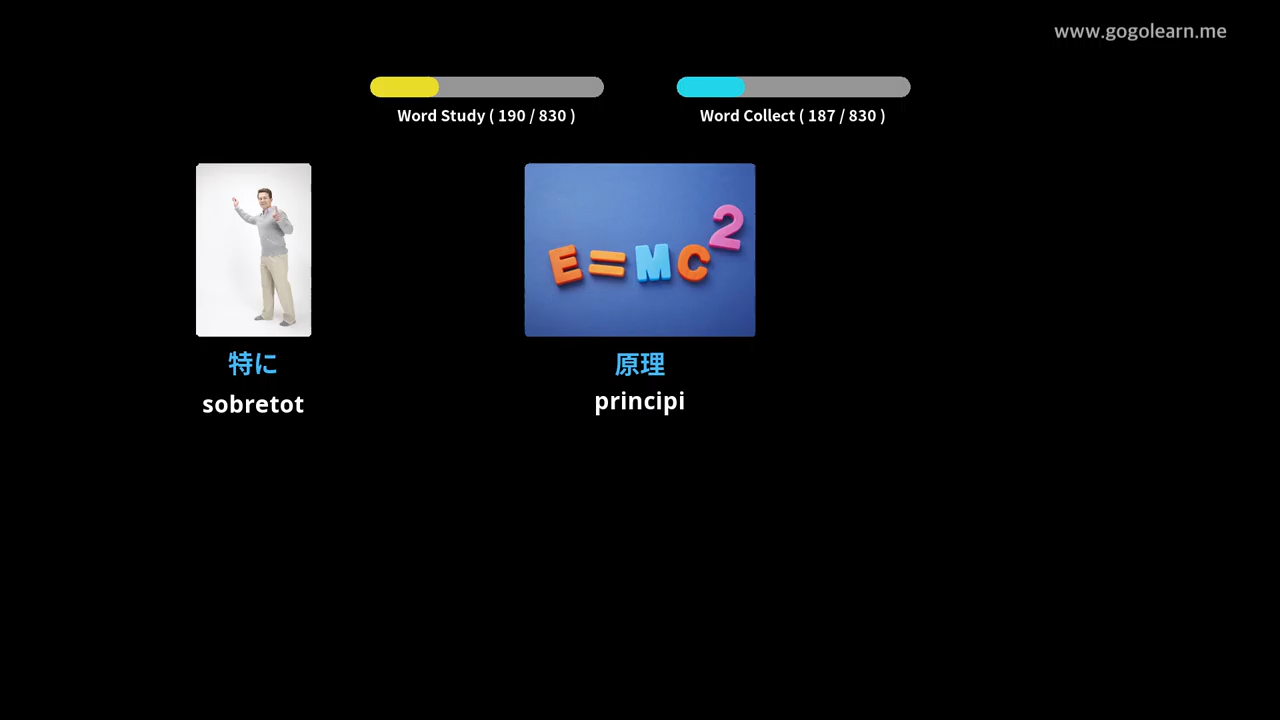 www.gogolearn.me
Word Study ( 190 / 830 )
Word Collect ( 187 / 830 )
E=MC2
特に
原理
sobretot
principi